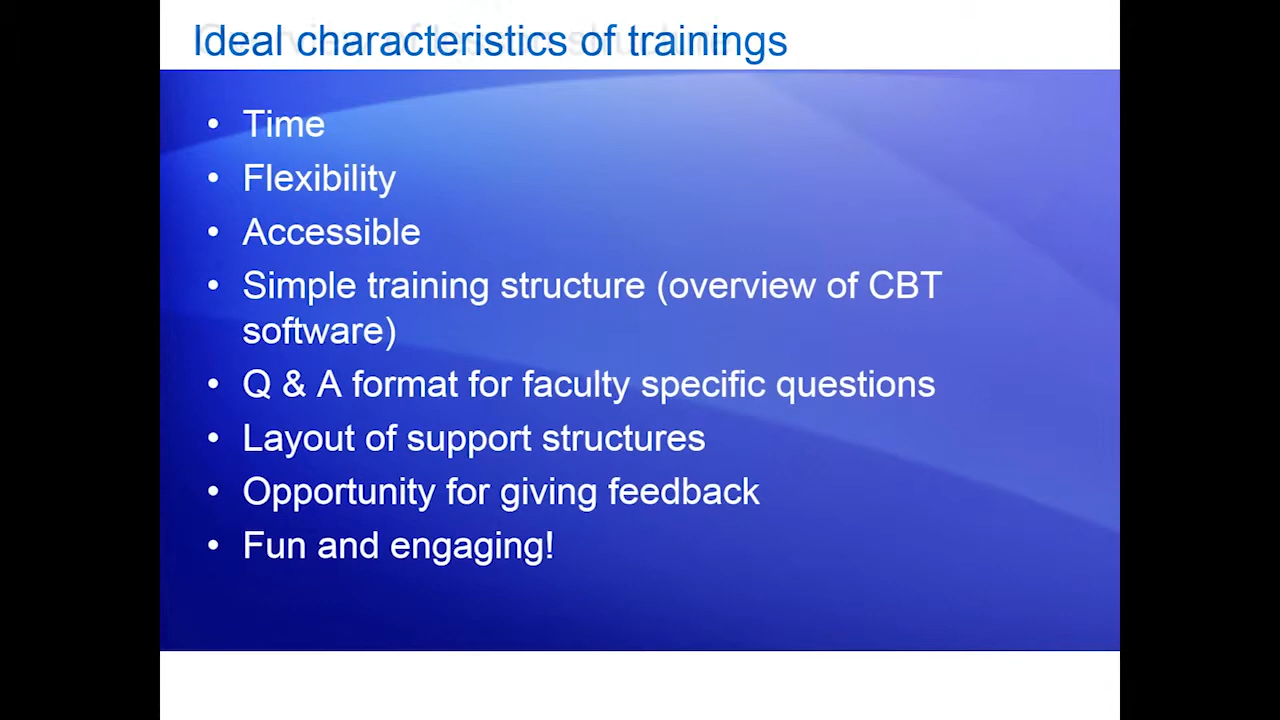 Ideal characteristics of trainings
• Time
• Flexibility
• Accessible
• Simple training structure (overview of CBT
software)
• Q & A format for faculty specific questions
• Layout of support structures
• Opportunity for giving feedback
• Fun and engaging!